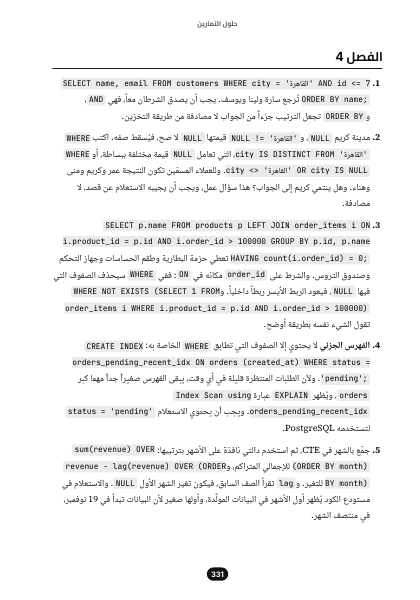 حلول التمارين
الفصل 4
1. SELECT name, email FROM customers WHERE city = 'القاهرة' AND id <= 7
ORDER BY name; تُرجع سارة ولينا ويوسف. يجب أن يصدق الشرطان معاً، فهي AND ،
و ORDER BY تجعل الترتيب جزءاً من الجواب لا مصادفة من طريقة التخزين.
2. مدينة كريم NULL ، و 'القاهرة' =! NULL قيمتها NULL لا صح، فيُسقط صفه. اكتب WHERE
city IS DISTINCT FROM 'القاهرة' ، التي تعامل NULL قيمة مختلفة ببساطة، أو WHERE
city <> 'القاهرة' OR city IS NULL . وللعملاء المسمّين تكون النتيجة عمر وكريم ومنى
وهناء. وهل ينتمي كريم إلى الجواب؟ هذا سؤال عمل، ويجب أن يجيبه الاستعلام عن قصد، لا
مصادفة.
3. SELECT p.name FROM products p LEFT JOIN order_items i ON
i.product_id = p.id AND i.order_id > 100000 GROUP BY p.id, p.name
HAVING count(i.order_id) = 0; تعطي حزمة البطارية وطقم الحساسات وجهاز التحكم
وصندوق التروس. والشرط على order_id مكانه في ON : ففي WHERE سيحذف الصفوف التي
فيها NULL ، فيعود الربط الأيسر ربطاً داخلياً. و WHERE NOT EXISTS (SELECT 1 FROM
order_items i WHERE i.product_id = p.id AND i.order_id > 100000)
تقول الشيء نفسه بطريقة أوضح.
4. الفهرس الجزئي لا يحتوي إلا الصفوف التي تطابق WHERE الخاصة به: CREATE INDEX
orders_pending_recent_idx ON orders (created_at) WHERE status =
'pending'; . ولأن الطلبات المنتظرة قليلة في أي وقت، يبقى الفهرس صغيراً جداً مهما كبر
orders ، ويُظهر EXPLAIN عبارة Index Scan using
orders_pending_recent_idx . ويجب أن يحتوي الاستعلام status = 'pending'
لتستخدمه PostgreSQL.
5. جمّع بالشهر في CTE، ثم استخدم دالتي نافذة على الأشهر بترتيبها: sum(revenue) OVER
(ORDER BY month) للإجمالي المتراكم، و revenue - lag(revenue) OVER (ORDER
BY month) للتغير. و lag تقرأ الصف السابق، فيكون تغير الشهر الأول NULL . والاستعلام في
مستودع الكود يُظهر أول الأشهر في البيانات المولّدة، وأولها صغير لأن البيانات تبدأ في 19 نوفمبر،
في منتصف الشهر.
331